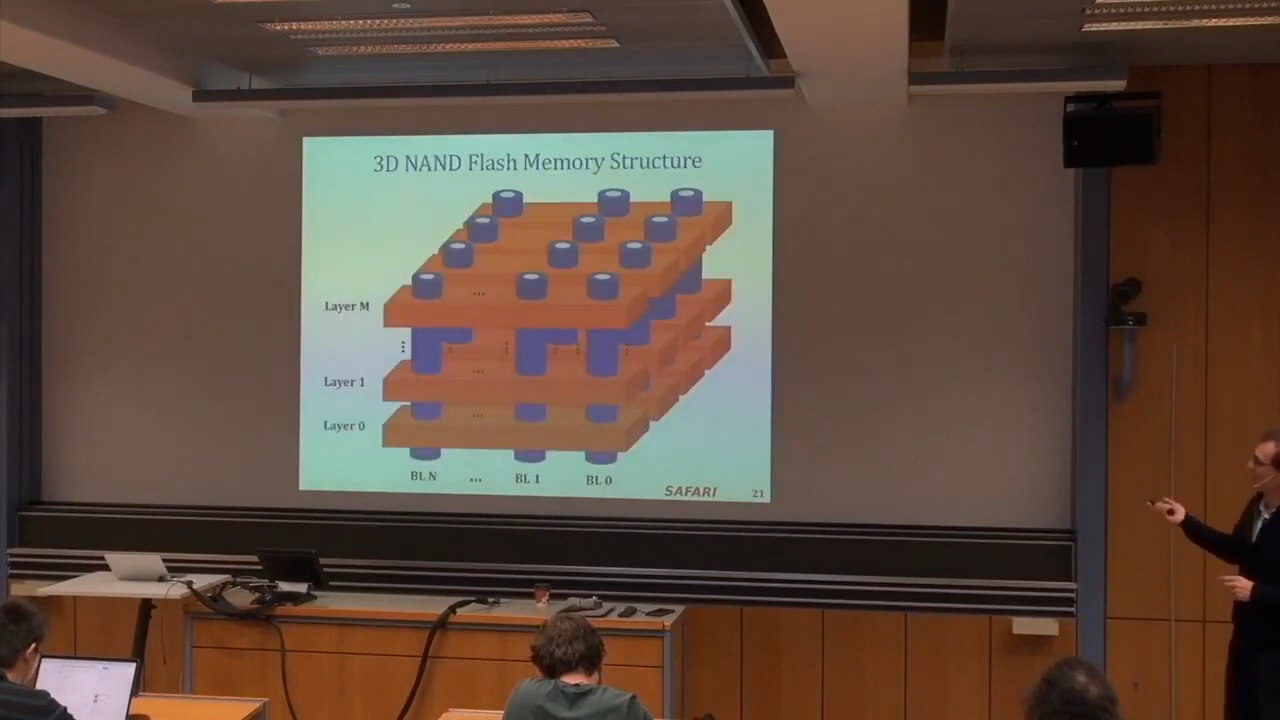 3D NAND Flash Memory Structure
...
Layer M
Layer 1
Layer 0
BL N ... BL 1 BL 0
SAFARI 21